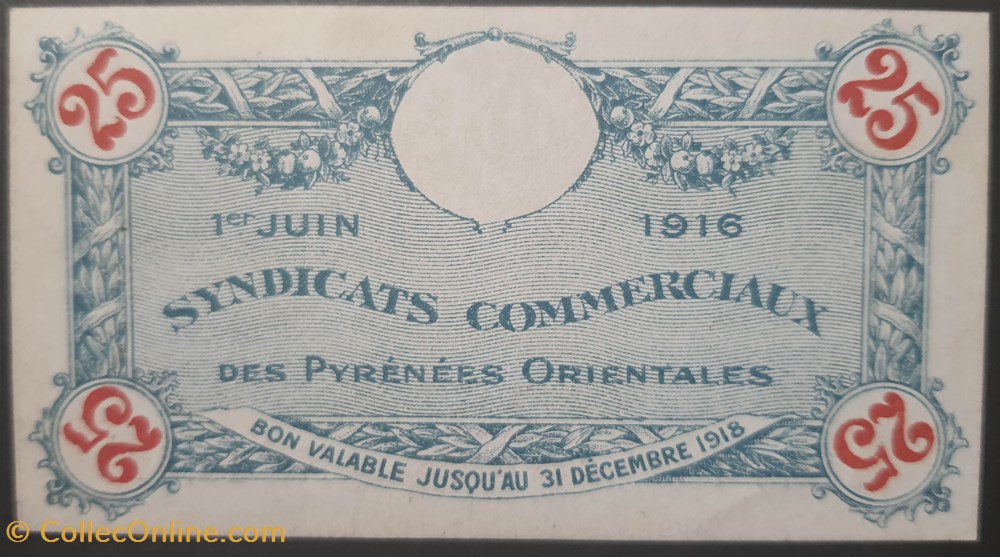 25 25
1er JUIN 1916
SYNDICATS COMMERCIAUX
DES PYRÉNÉES ORIENTALES
25 25
BON VALABLE JUSQU'AU 31 DÉCEMBRE 1918
© CollecOnline.com